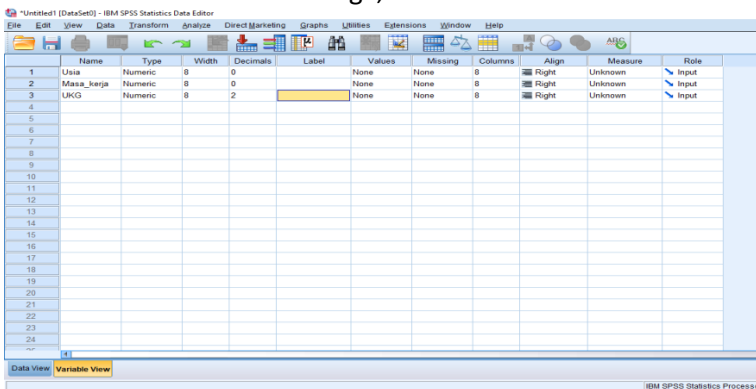 *Untitled1 [DataSet0] - IBM SPSS Statistics Data Editor
File Edit View Data Transform Analyze Direct Marketing Graphs Utilities Extensions Window Help
Name Type Width Decimals Label Values Missing Columns Align Measure Role
1 Usia Numeric 8 0 None None 8 Right Unknown Input
2 Masa_kerja Numeric 8 0 None None 8 Right Unknown Input
3 UKG Numeric 8 2 None None 8 Right Unknown Input
4
5
6
7
8
9
10
11
12
13
14
15
16
17
18
19
20
21
22
23
24
Data View Variable View
IBM SPSS Statistics